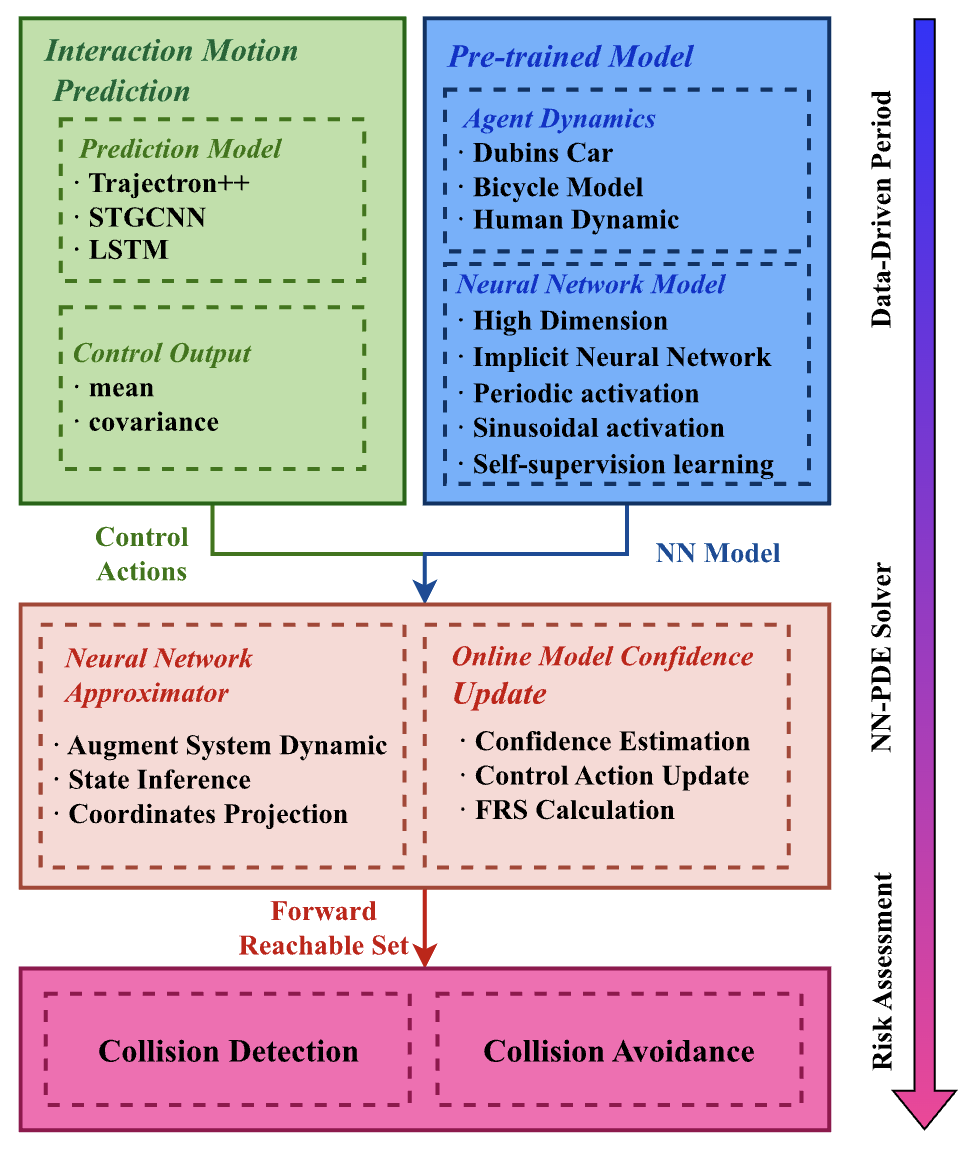 Interaction Motion
Prediction
Prediction Model
· Trajectron++
· STGCNN
· LSTM
Control Output
· mean
· covariance
Pre-trained Model
Agent Dynamics
· Dubins Car
· Bicycle Model
· Human Dynamic
Neural Network Model
· High Dimension
· Implicit Neural Network
· Periodic activation
· Sinusoidal activation
· Self-supervision learning
Data-Driven Period
Control
Actions
NN Model
Neural Network
Approximator
· Augment System Dynamic
· State Inference
· Coordinates Projection
Online Model Confidence
Update
· Confidence Estimation
· Control Action Update
· FRS Calculation
NN-PDE Solver
Forward
Reachable Set
Collision Detection
Collision Avoidance
Risk Assessment